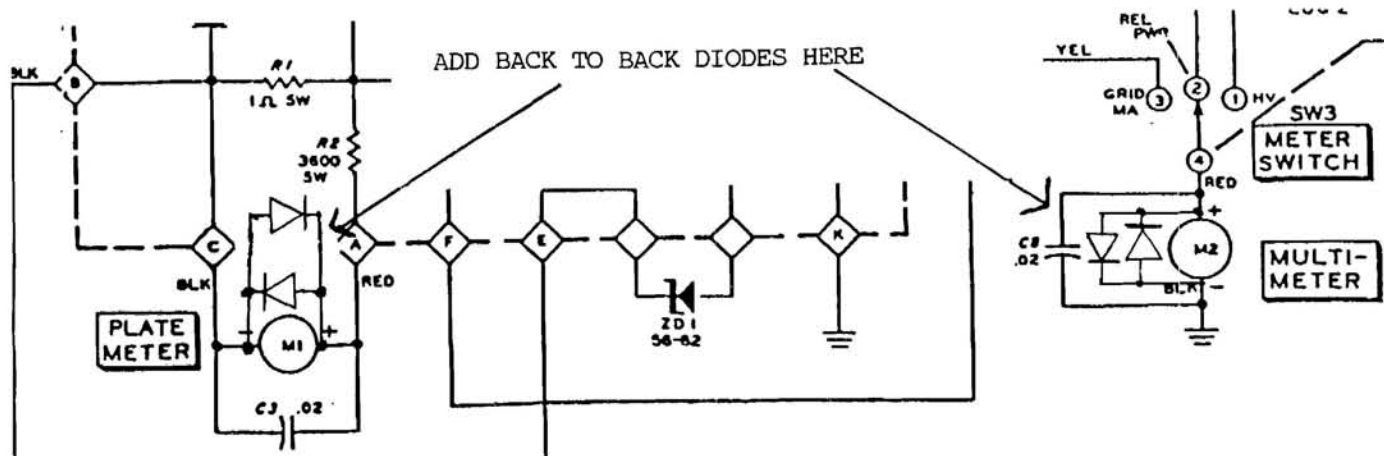 ADD BACK TO BACK DIODES HERE
BLK
B
R1
1Ω 5W
R2
3600
5W
C
A
F
E
K
BLK
RED
PLATE
METER
-
M1
+
C3 .02
ZD1
56-62
REL
PWR
YEL
GRID
MA
3
2
1
HV
SW3
METER
SWITCH
4
RED
C8
.02
+
M2
BLK
-
MULTI-
METER